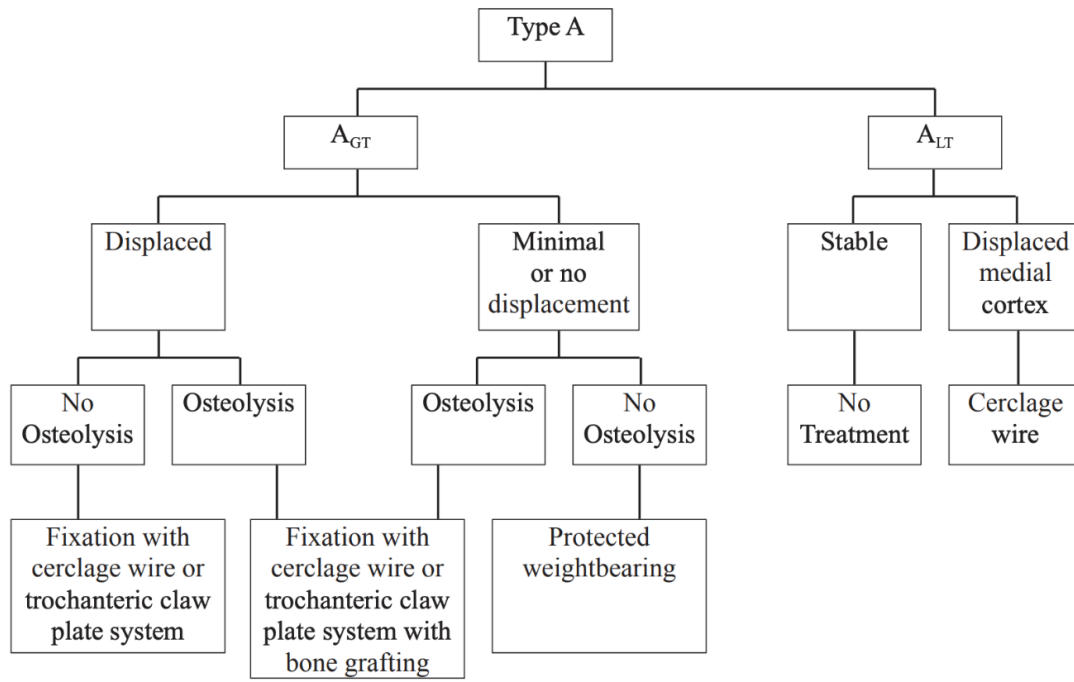 Type A
A_GT
A_LT
Displaced
Minimal
or no
displacement
Stable
Displaced
medial
cortex
No
Osteolysis
Osteolysis
Osteolysis
No
Osteolysis
No
Treatment
Cerclage
wire
Fixation with
cerclage wire or
trochanteric claw
plate system
Fixation with
cerclage wire or
trochanteric claw
plate system with
bone grafting
Protected
weightbearing